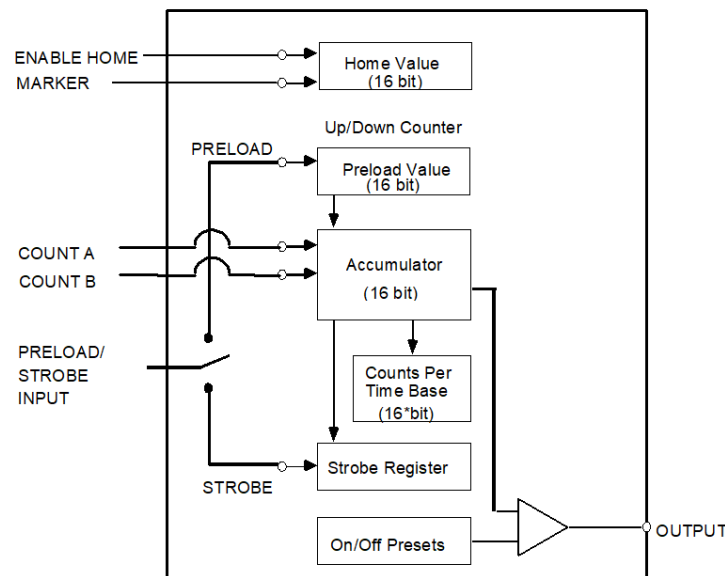 ENABLE HOME
MARKER
Home Value
(16 bit)
Up/Down Counter
PRELOAD
Preload Value
(16 bit)
COUNT A
COUNT B
Accumulator
(16 bit)
PRELOAD/
STROBE
INPUT
Counts Per
Time Base
(16*bit)
STROBE
Strobe Register
On/Off Presets
OUTPUT